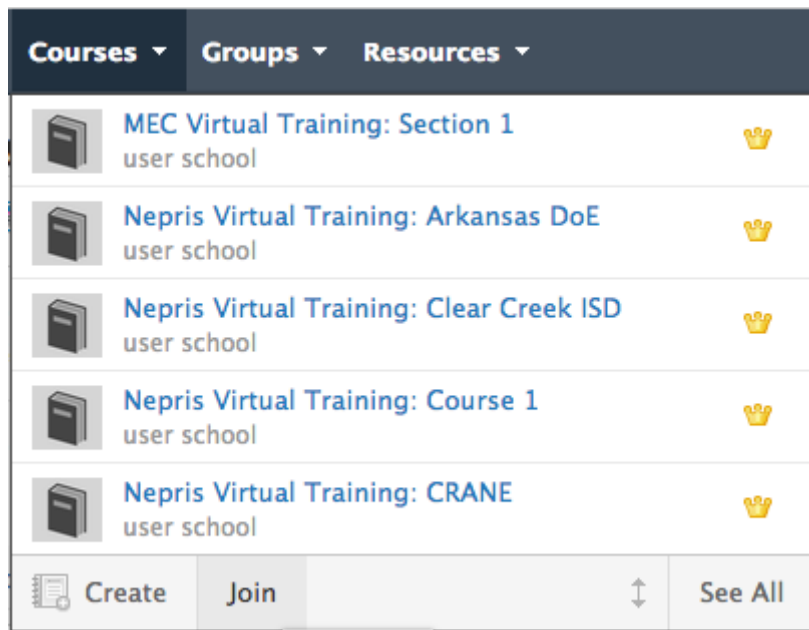 Courses Groups Resources
MEC Virtual Training: Section 1
user school
Nepris Virtual Training: Arkansas DoE
user school
Nepris Virtual Training: Clear Creek ISD
user school
Nepris Virtual Training: Course 1
user school
Nepris Virtual Training: CRANE
user school
Create Join See All